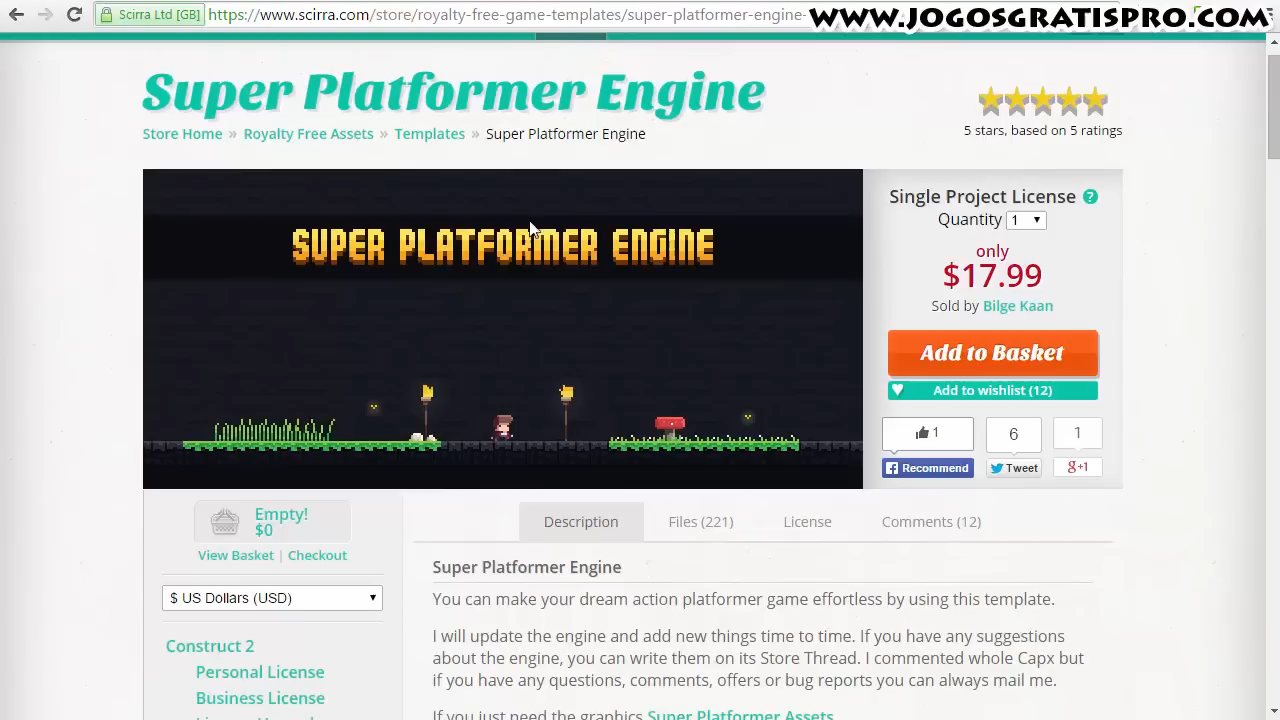 Scirra Ltd [GB] https://www.scirra.com/store/royalty-free-game-templates/super-platformer-engine-
WWW.JOGOSGRATISPRO.COM
Super Platformer Engine
Store Home » Royalty Free Assets » Templates » Super Platformer Engine
5 stars, based on 5 ratings
SUPER PLATFORMER ENGINE
Single Project License ?
Quantity 1
only
$17.99
Sold by Bilge Kaan
Add to Basket
Add to wishlist (12)
1 6 1
Recommend Tweet g+1
Empty!
$0
View Basket | Checkout
$ US Dollars (USD)
Construct 2
Personal License
Business License
Description Files (221) License Comments (12)
Super Platformer Engine
You can make your dream action platformer game effortless by using this template.
I will update the engine and add new things time to time. If you have any suggestions
about the engine, you can write them on its Store Thread. I commented whole Capx but
if you have any questions, comments, offers or bug reports you can always mail me.
If you just need the graphics Super Platformer Assets